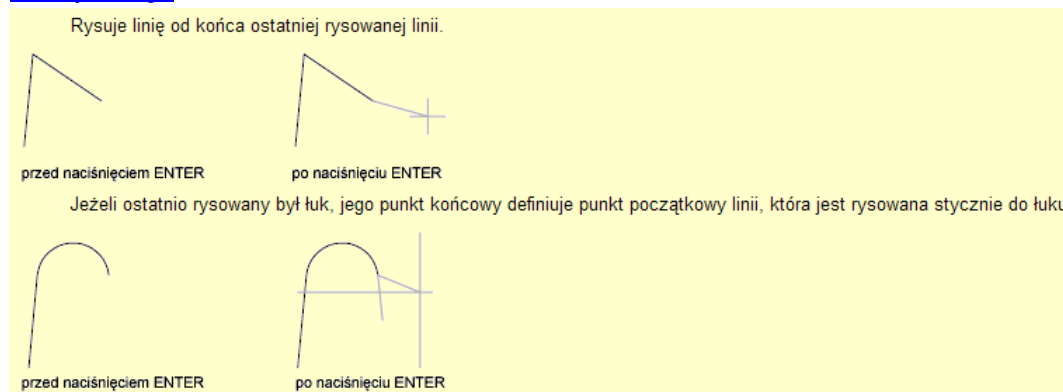 Rysuje linię od końca ostatniej rysowanej linii.
przed naciśnięciem ENTER po naciśnięciu ENTER
Jeżeli ostatnio rysowany był łuk, jego punkt końcowy definiuje punkt początkowy linii, która jest rysowana stycznie do łuku
przed naciśnięciem ENTER po naciśnięciu ENTER